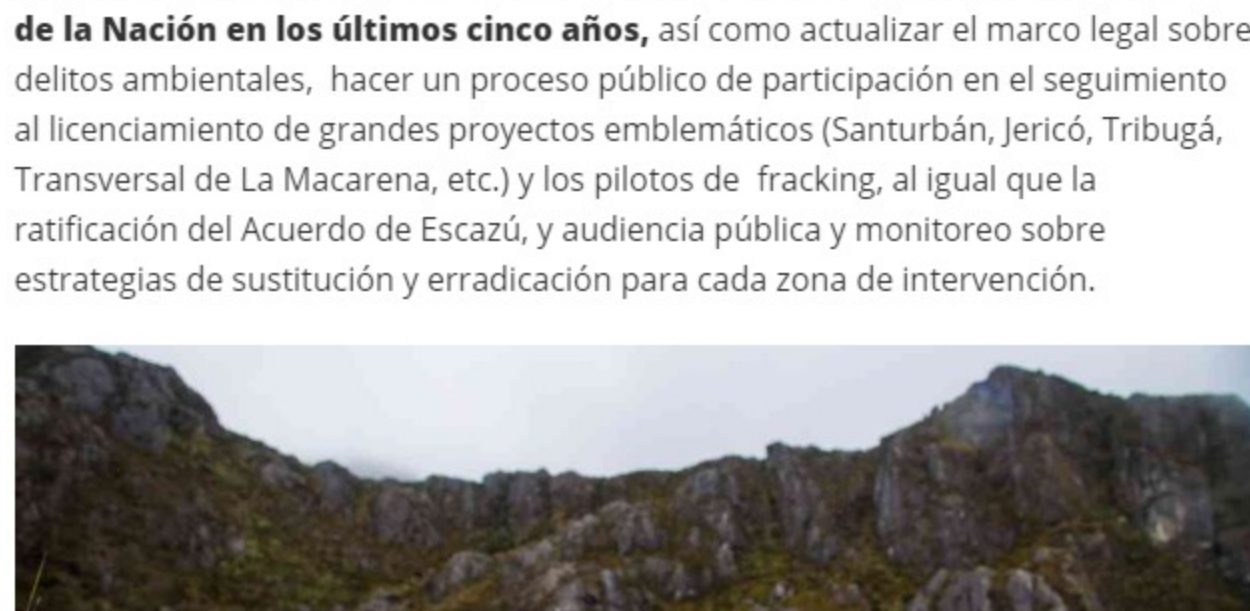 de la Nación en los últimos cinco años, así como actualizar el marco legal sobre
delitos ambientales,  hacer un proceso público de participación en el seguimiento
al licenciamiento de grandes proyectos emblemáticos (Santurbán, Jericó, Tribugá,
Transversal de La Macarena, etc.) y los pilotos de  fracking, al igual que la
ratificación del Acuerdo de Escazú, y audiencia pública y monitoreo sobre
estrategias de sustitución y erradicación para cada zona de intervención.